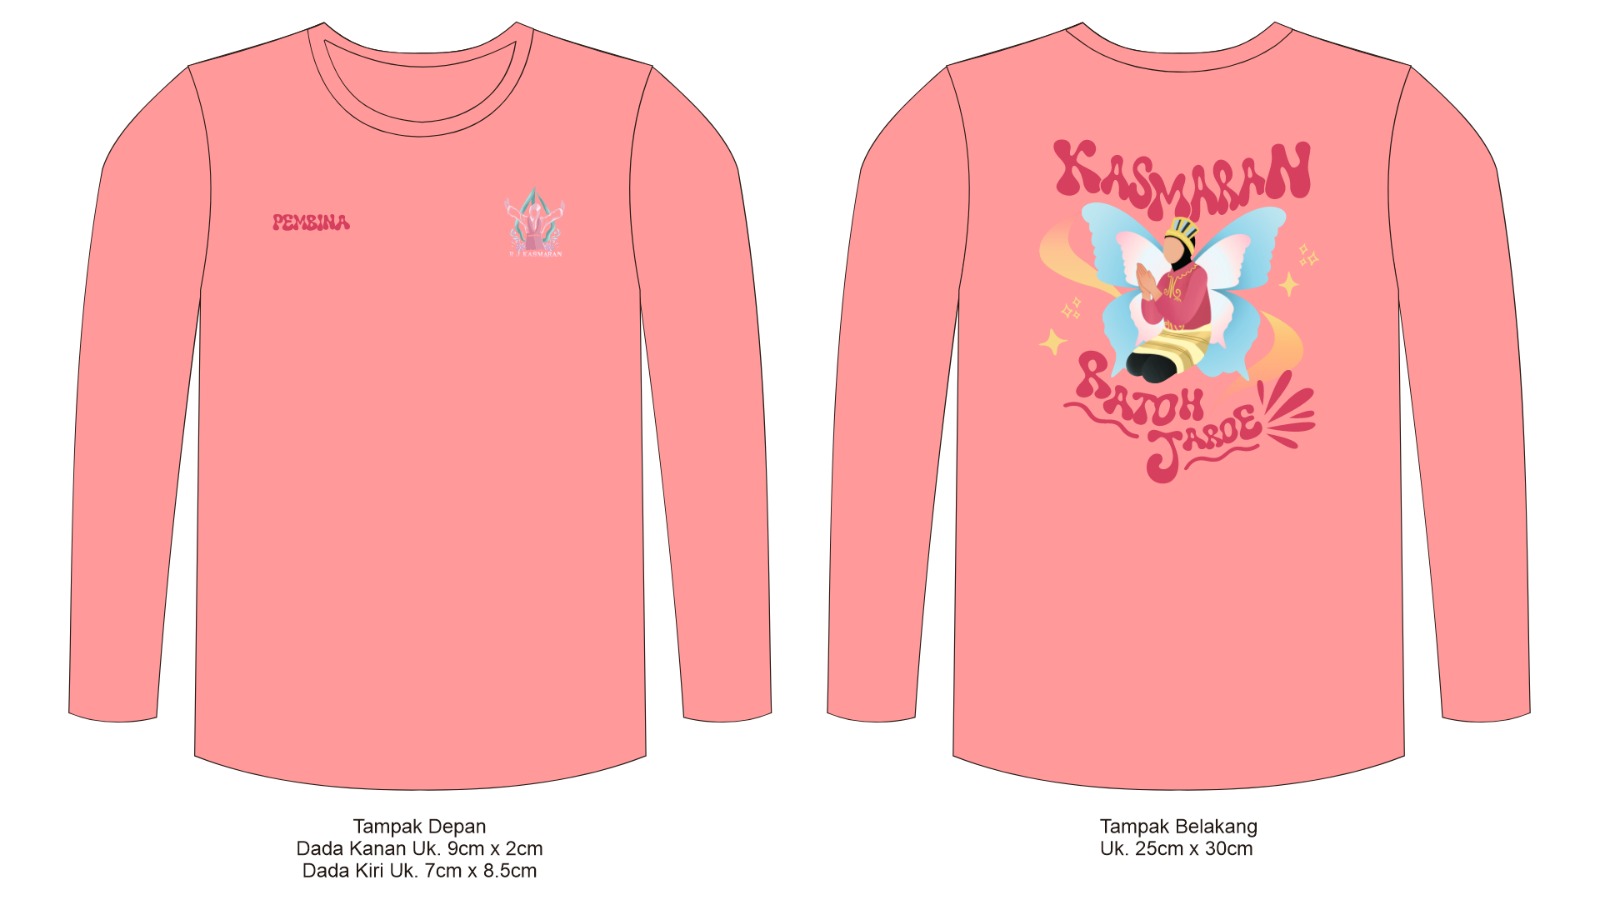 PEMBINA
KASMARAN
RATOH
JAROE
Tampak Depan
Dada Kanan Uk. 9cm x 2cm
Dada Kiri Uk. 7cm x 8.5cm
Tampak Belakang
Uk. 25cm x 30cm